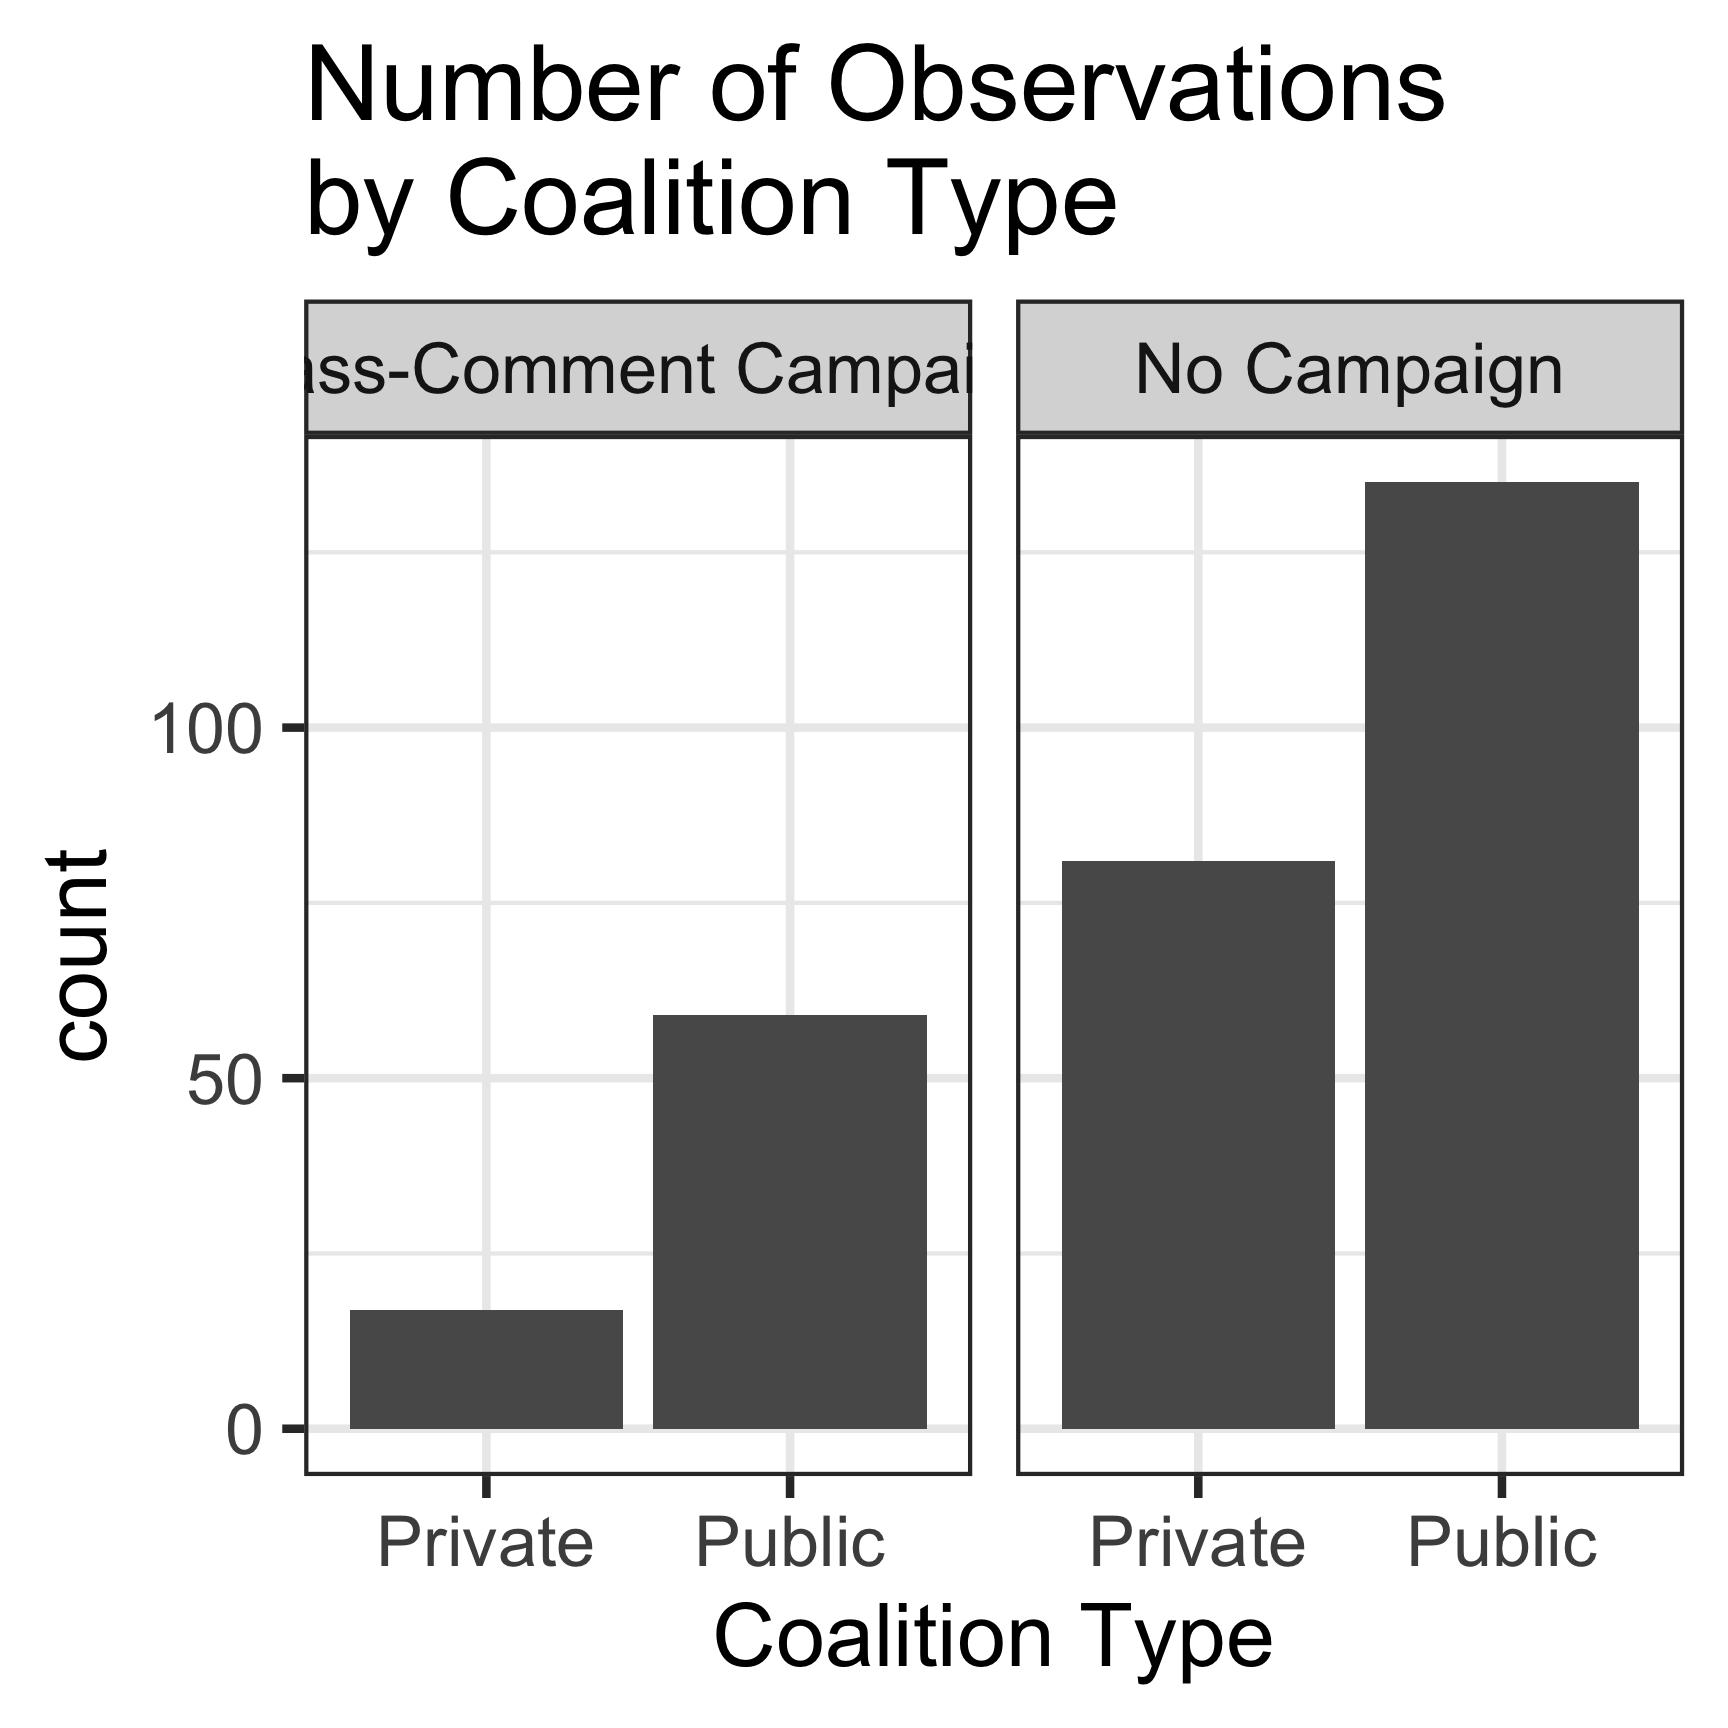 Number of Observations
by Coalition Type
ass-Comment Campai
No Campaign
count
100
50
0
Private
Public
Private
Public
Coalition Type